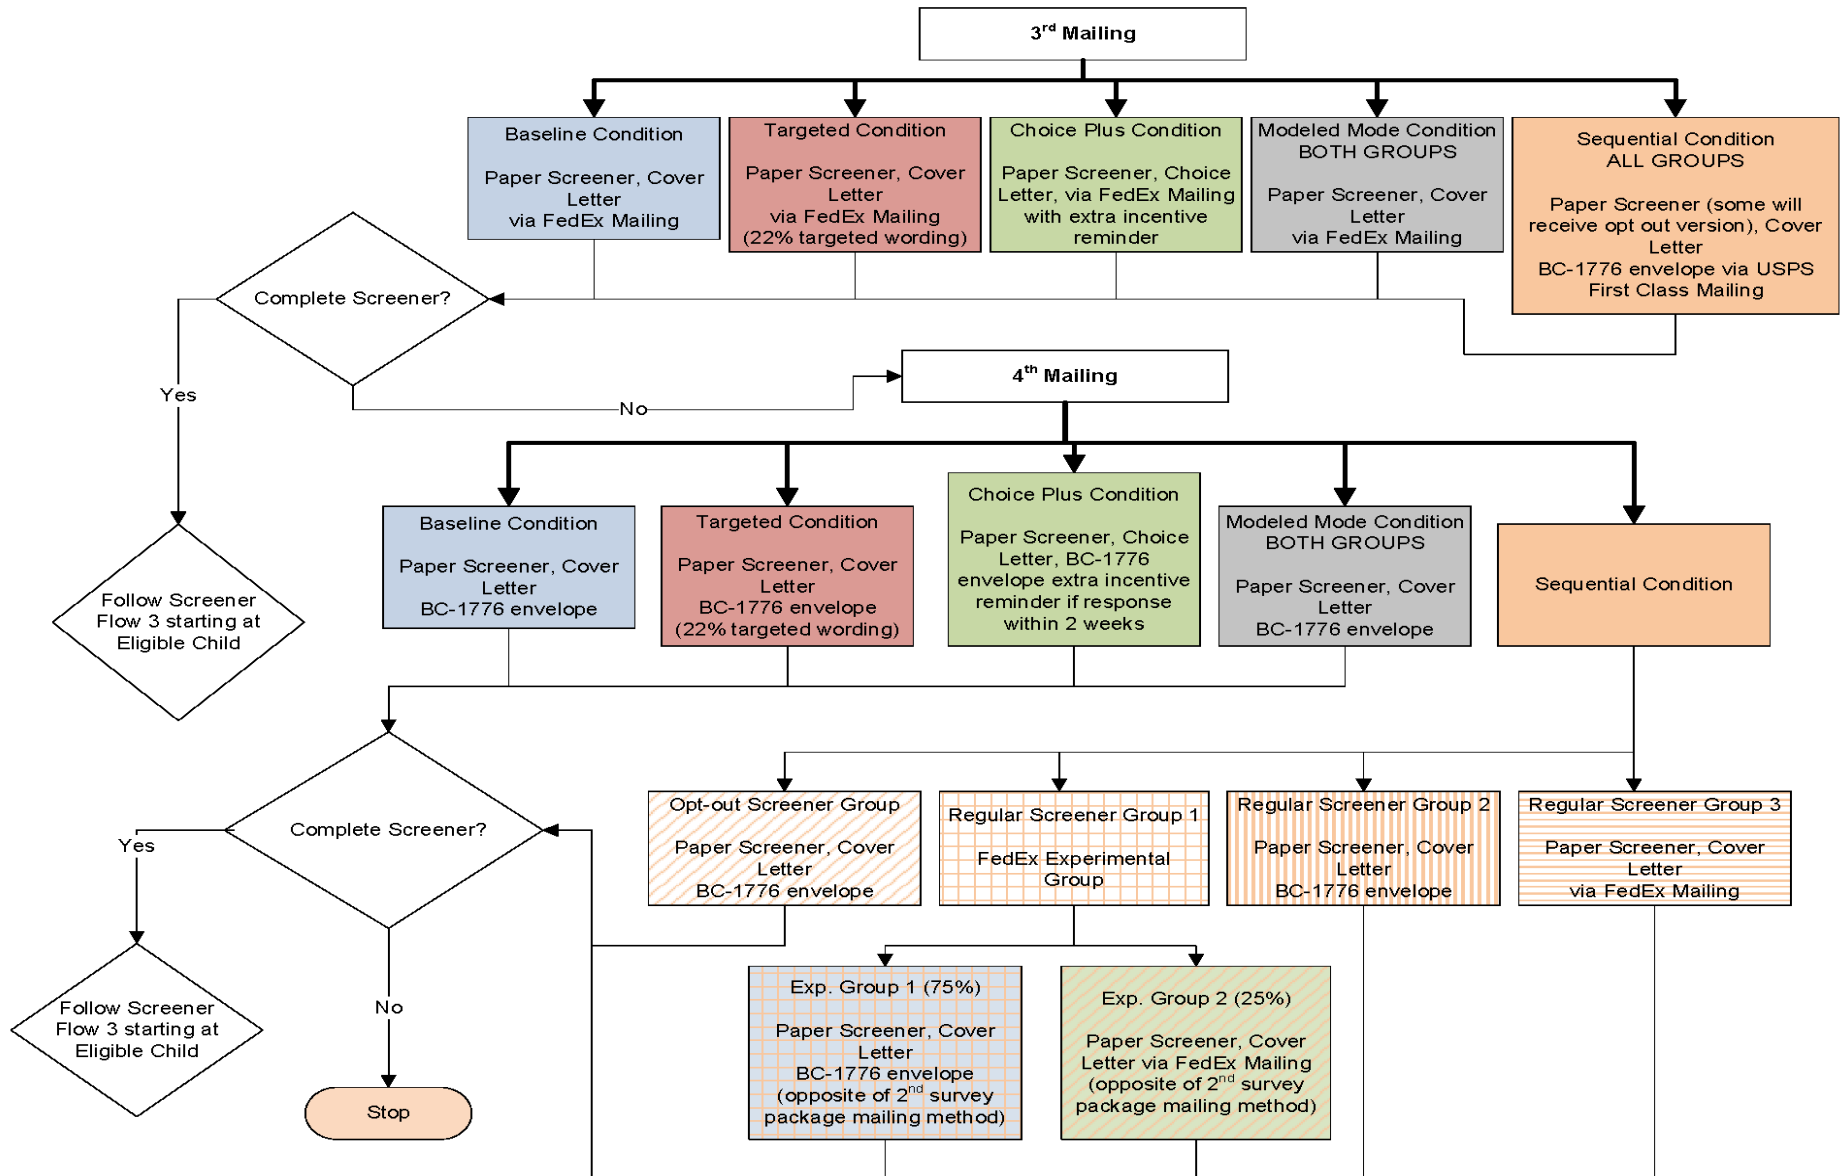 3rd Mailing
Baseline Condition
Paper Screener, Cover
Letter
via FedEx Mailing
Targeted Condition
Paper Screener, Cover
Letter
via FedEx Mailing
(22% targeted wording)
Choice Plus Condition
Paper Screener, Choice
Letter, via FedEx Mailing
with extra incentive
reminder
Modeled Mode Condition
BOTH GROUPS
Paper Screener, Cover
Letter
via FedEx Mailing
Sequential Condition
ALL GROUPS
Paper Screener (some will
receive opt out version), Cover
Letter
BC-1776 envelope via USPS
First Class Mailing
Complete Screener?
Yes
No
4th Mailing
Follow Screener
Flow 3 starting at
Eligible Child
Baseline Condition
Paper Screener, Cover
Letter
BC-1776 envelope
Targeted Condition
Paper Screener, Cover
Letter
BC-1776 envelope
(22% targeted wording)
Choice Plus Condition
Paper Screener, Choice
Letter, BC-1776
envelope extra incentive
reminder if response
within 2 weeks
Modeled Mode Condition
BOTH GROUPS
Paper Screener, Cover
Letter
BC-1776 envelope
Sequential Condition
Complete Screener?
Yes
No
Follow Screener
Flow 3 starting at
Eligible Child
Stop
Opt-out Screener Group
Paper Screener, Cover
Letter
BC-1776 envelope
Regular Screener Group 1
FedEx Experimental
Group
Regular Screener Group 2
Paper Screener, Cover
Letter
BC-1776 envelope
Regular Screener Group 3
Paper Screener, Cover
Letter
via FedEx Mailing
Exp. Group 1 (75%)
Paper Screener, Cover
Letter
BC-1776 envelope
(opposite of 2nd survey
package mailing method)
Exp. Group 2 (25%)
Paper Screener, Cover
Letter via FedEx Mailing
(opposite of 2nd survey
package mailing method)